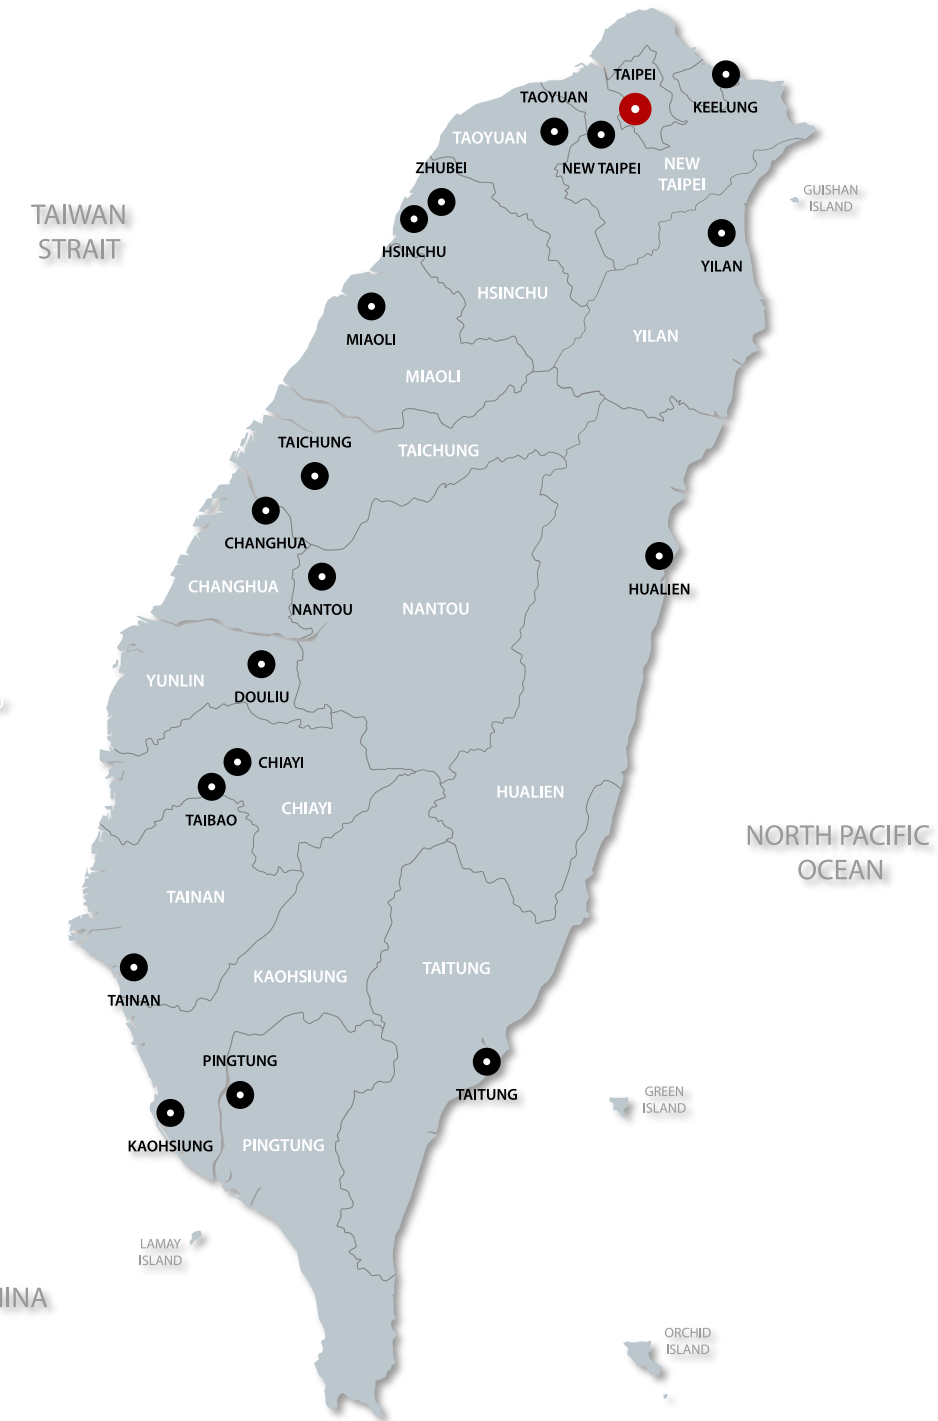 TAIPEI
KEELUNG
TAOYUAN
TAOYUAN
NEW TAIPEI
NEW
TAIPEI
ZHUBEI
HSINCHU
GUISHAN
ISLAND
TAIWAN
STRAIT
YILAN
HSINCHU
MIAOLI
YILAN
MIAOLI
TAICHUNG
TAICHUNG
CHANGHUA
CHANGHUA
NANTOU
NANTOU
HUALIEN
YUNLIN
DOULIU
CHIAYI
CHIAYI
TAIBAO
HUALIEN
NORTH PACIFIC
OCEAN
TAINAN
TAINAN
KAOHSIUNG
TAITUNG
PINGTUNG
TAITUNG
GREEN
ISLAND
KAOHSIUNG
PINGTUNG
LAMAY
ISLAND
INA
ORCHID
ISLAND